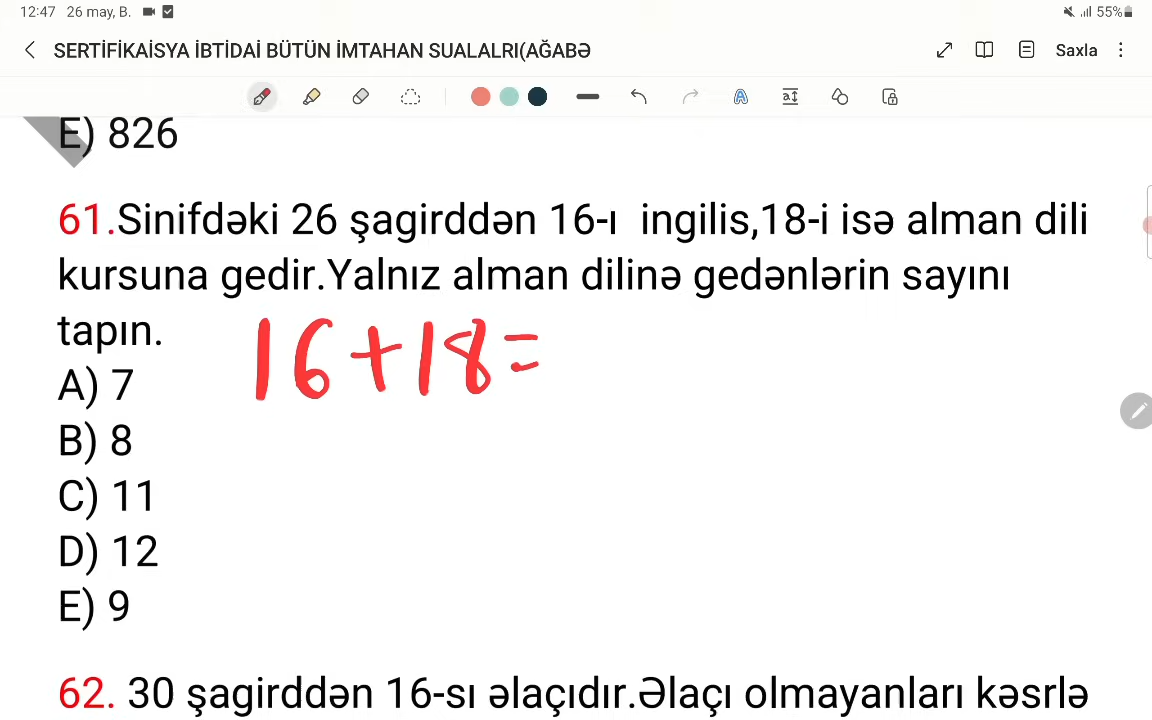 12:47 26 may, B. 55%
SERTİFİKAİSYA İBTİDAİ BÜTÜN İMTAHAN SUALALRI(AĞABƏ Saxla
E) 826
61.Sinifdəki 26 şagirddən 16-ı ingilis,18-i isə alman dili
kursuna gedir.Yalnız alman dilinə gedənlərin sayını
tapın.
16+18=
A) 7
B) 8
C) 11
D) 12
E) 9
62. 30 şagirddən 16-sı əlaçıdır.Əlaçı olmayanları kəsrlə